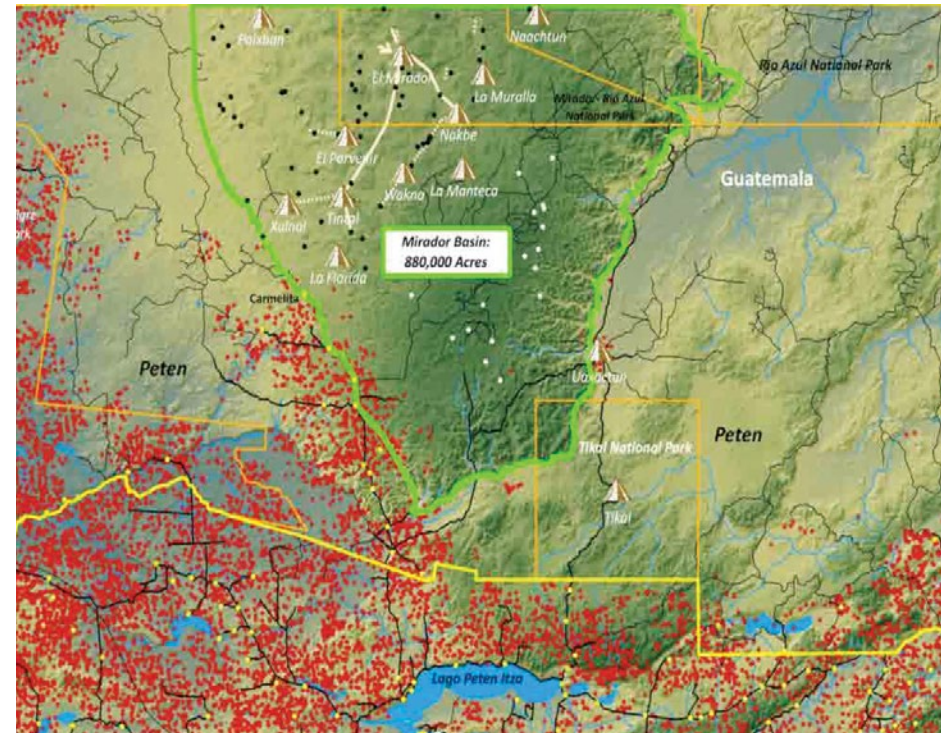 Paixban
Naachtun
El Mirador
La Muralla
Rio Azul National Park
Mirador - Rio Azul
National Park
Nakbe
El Porvenir
Wakna
La Manteca
Guatemala
Xulnal
Tintal
Mirador Basin:
880,000 Acres
La Florida
Carmelita
Peten
Uaxactun
Peten
Tikal National Park
Tikal
Lago Peten Itza